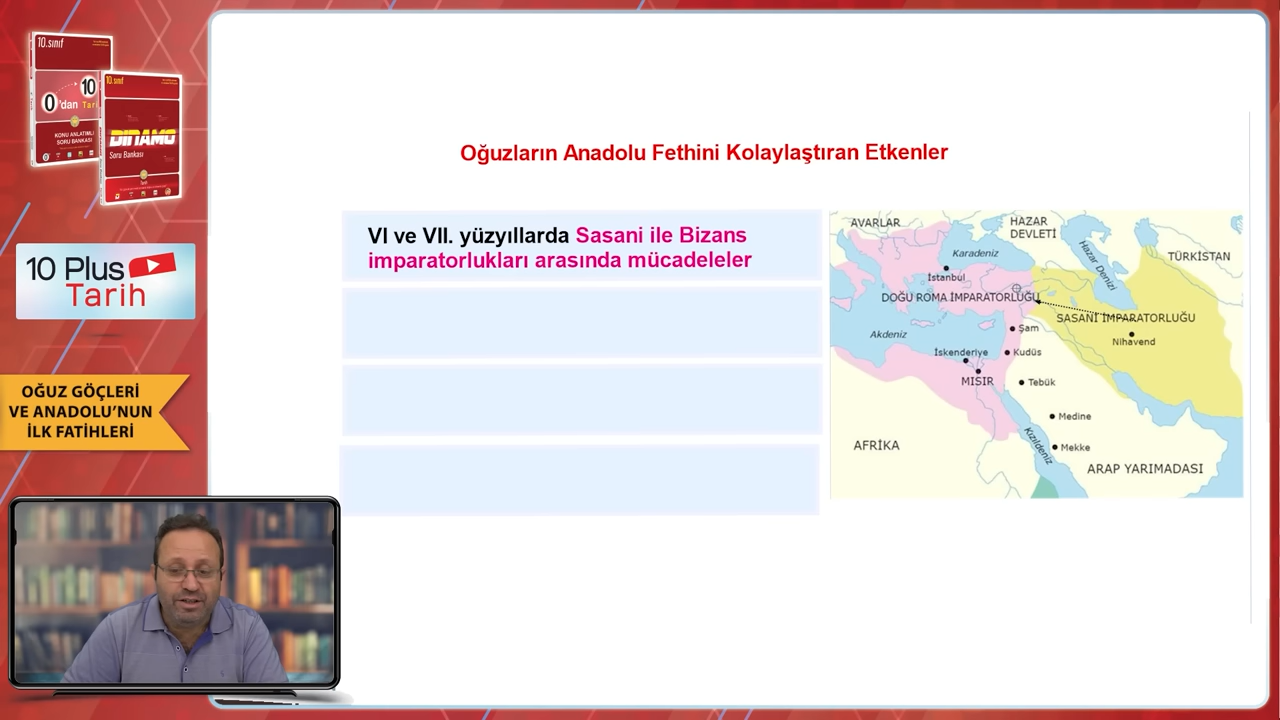 10.sınıf
0'dan 10
Tarih
KONU ANLATIMLI
SORU BANKASI
10.sınıf
DINAMO
Soru Bankası
Tarih
10 Plus
Tarih
OĞUZ GÖÇLERİ
VE ANADOLU'NUN
İLK FATİHLERİ
Oğuzların Anadolu Fethini Kolaylaştıran Etkenler
VI ve VII. yüzyıllarda Sasani ile Bizans
imparatorlukları arasında mücadeleler
AVARLAR
HAZAR
DEVLETİ
Karadeniz
Hazar Denizi
TÜRKİSTAN
İstanbul
DOĞU ROMA İMPARATORLUĞU
SASANİ İMPARATORLUĞU
Nihavend
Akdeniz
Şam
İskenderiye
Kudüs
MISIR
Tebük
Medine
Kızıldeniz
Mekke
AFRİKA
ARAP YARIMADASI